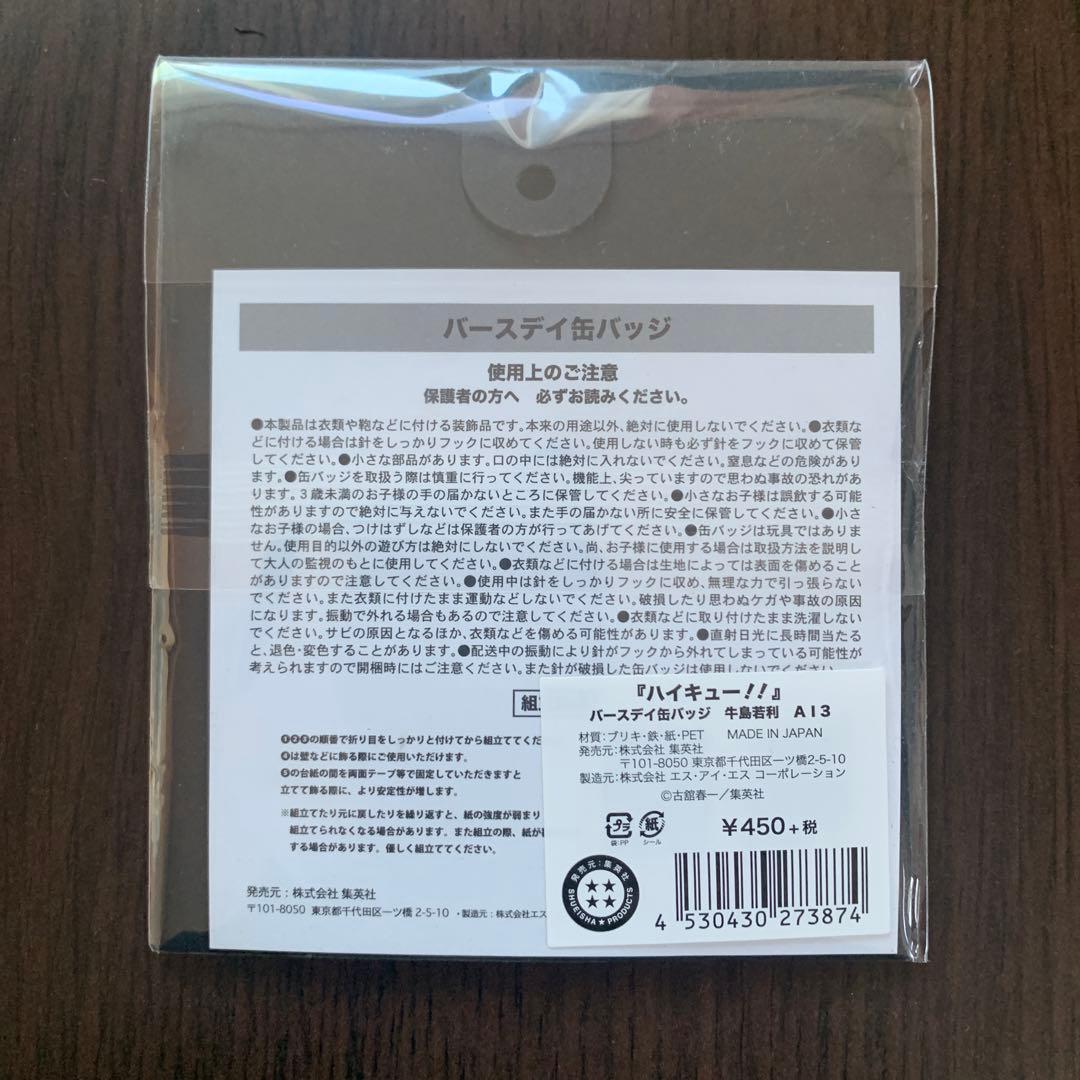 バースデイ缶バッジ
使用上のご注意
保護者の方へ 必ずお読みください。
●本製品は衣類や鞄などに付ける装飾品です。本来の用途以外、絶対に使用しないでください。●衣類な
どに付ける場合は針をしっかりフックに収めてください。使用しない時も必ず針をフックに収めて保管
してください。●小さな部品があります。口の中には絶対に入れないでください。窒息などの危険があり
ます。●缶バッジを取扱う際は慎重に行ってください。機能上、尖っていますので思わぬ事故の恐れがあ
ります。3歳未満のお子様の手の届かないところに保管してください。●小さなお子様は誤飲する可能
性がありますので絶対に与えないでください。また手の届かない所に安全に保管してください。●小さ
なお子様の場合、つけはずしなどは保護者の方が行ってあげてください。●缶バッジは玩具ではありま
せん。使用目的以外の遊び方は絶対にしないでください。尚、お子様に使用する場合は取扱方法を説明し
て大人の監視のもとに使用してください。●衣類などに付ける場合は生地によっては表面を傷めること
がありますので注意してください。●使用中は針をしっかりフックに収め、無理な力で引っ張らない
でください。また衣類に付けたまま運動などしないでください。破損したり思わぬケガや事故の原因
になります。振動で外れる場合もあるので注意してください。●衣類などに取り付けたまま洗濯しない
でください。サビの原因となるほか、衣類などを傷める可能性があります。●直射日光に長時間当たる
と、退色・変色することがあります。●配送中の振動により針がフックから外れてしまっている可能性が
考えられますので開梱時にはご注意ください。また針が破損した缶バッジは使用しないでください。
組立
❶❷❸の順番で折り目をしっかりと付けてから組立ててくだ
❹は壁などに飾る際にご使用いただけます。
❺の台紙の間を両面テープ等で固定していただきますと
立てて飾る際に、より安定性が増します。
※組立てたり元に戻したりを繰り返すと、紙の強度が弱まり
組立てられなくなる場合があります。また組立の際、紙が
する場合があります。優しく組立ててください。
発売元:株式会社 集英社
〒101-8050 東京都千代田区一ツ橋2-5-10 ・製造元:株式会社エス
『ハイキュー!!』
バースデイ缶バッジ 牛島若利 A13
材質:ブリキ・鉄・紙・PET MADE IN JAPAN
発売元:株式会社 集英社
〒101-8050 東京都千代田区一ツ橋2-5-10
製造元:株式会社 エス・アイ・エス コーポレーション
©古舘春一/集英社
プラ
袋:PP
紙
シール
¥450+税
発売元:集英社
SHUEISHA★PRODUCTS
4 530430 273874